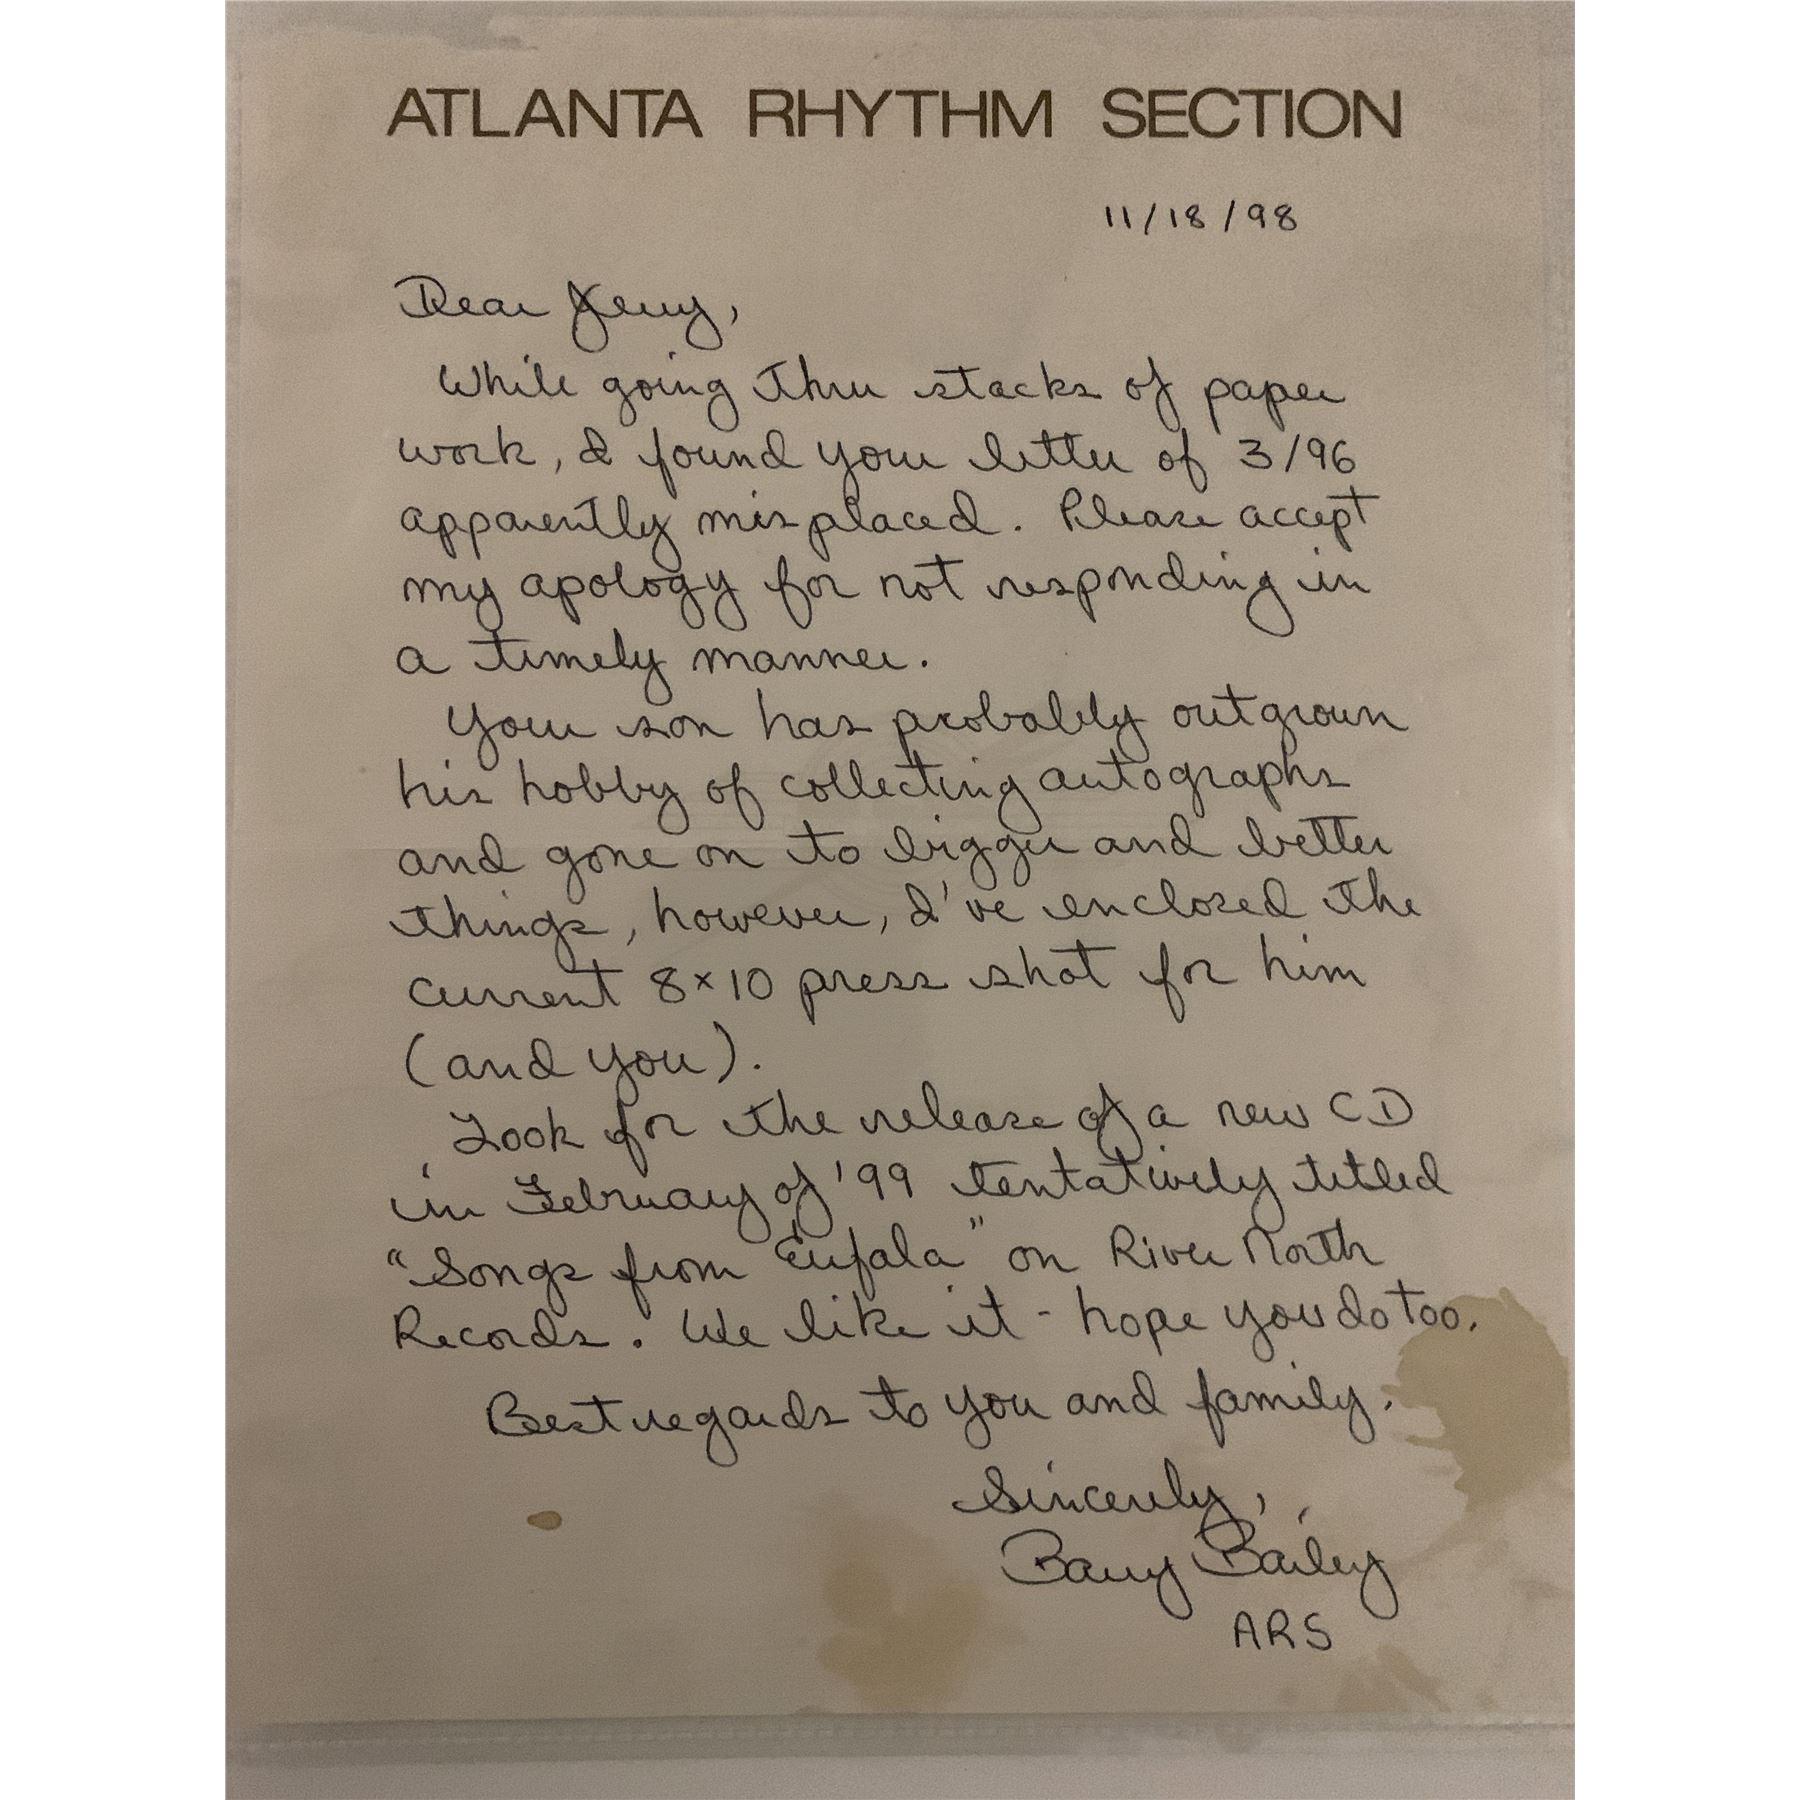 ATLANTA RHYTHM SECTION
11/18/98
Dear Jerry,
While going thru stacks of paper
work, I found your letter of 3/96
apparently misplaced. Please accept
my apology for not responding in
a timely manner.
Your son has probably outgrown
his hobby of collecting autographs
and gone on to bigger and better
things, however, I've enclosed the
current 8x10 press shot for him
(and you).
Look for the release of a new CD
in February of '99 tentatively titled
"Songs from Eufala" on River North
Records. We like it - hope you do too.
Best regards to you and family.
Sincerely,
Barry Bailey
ARS